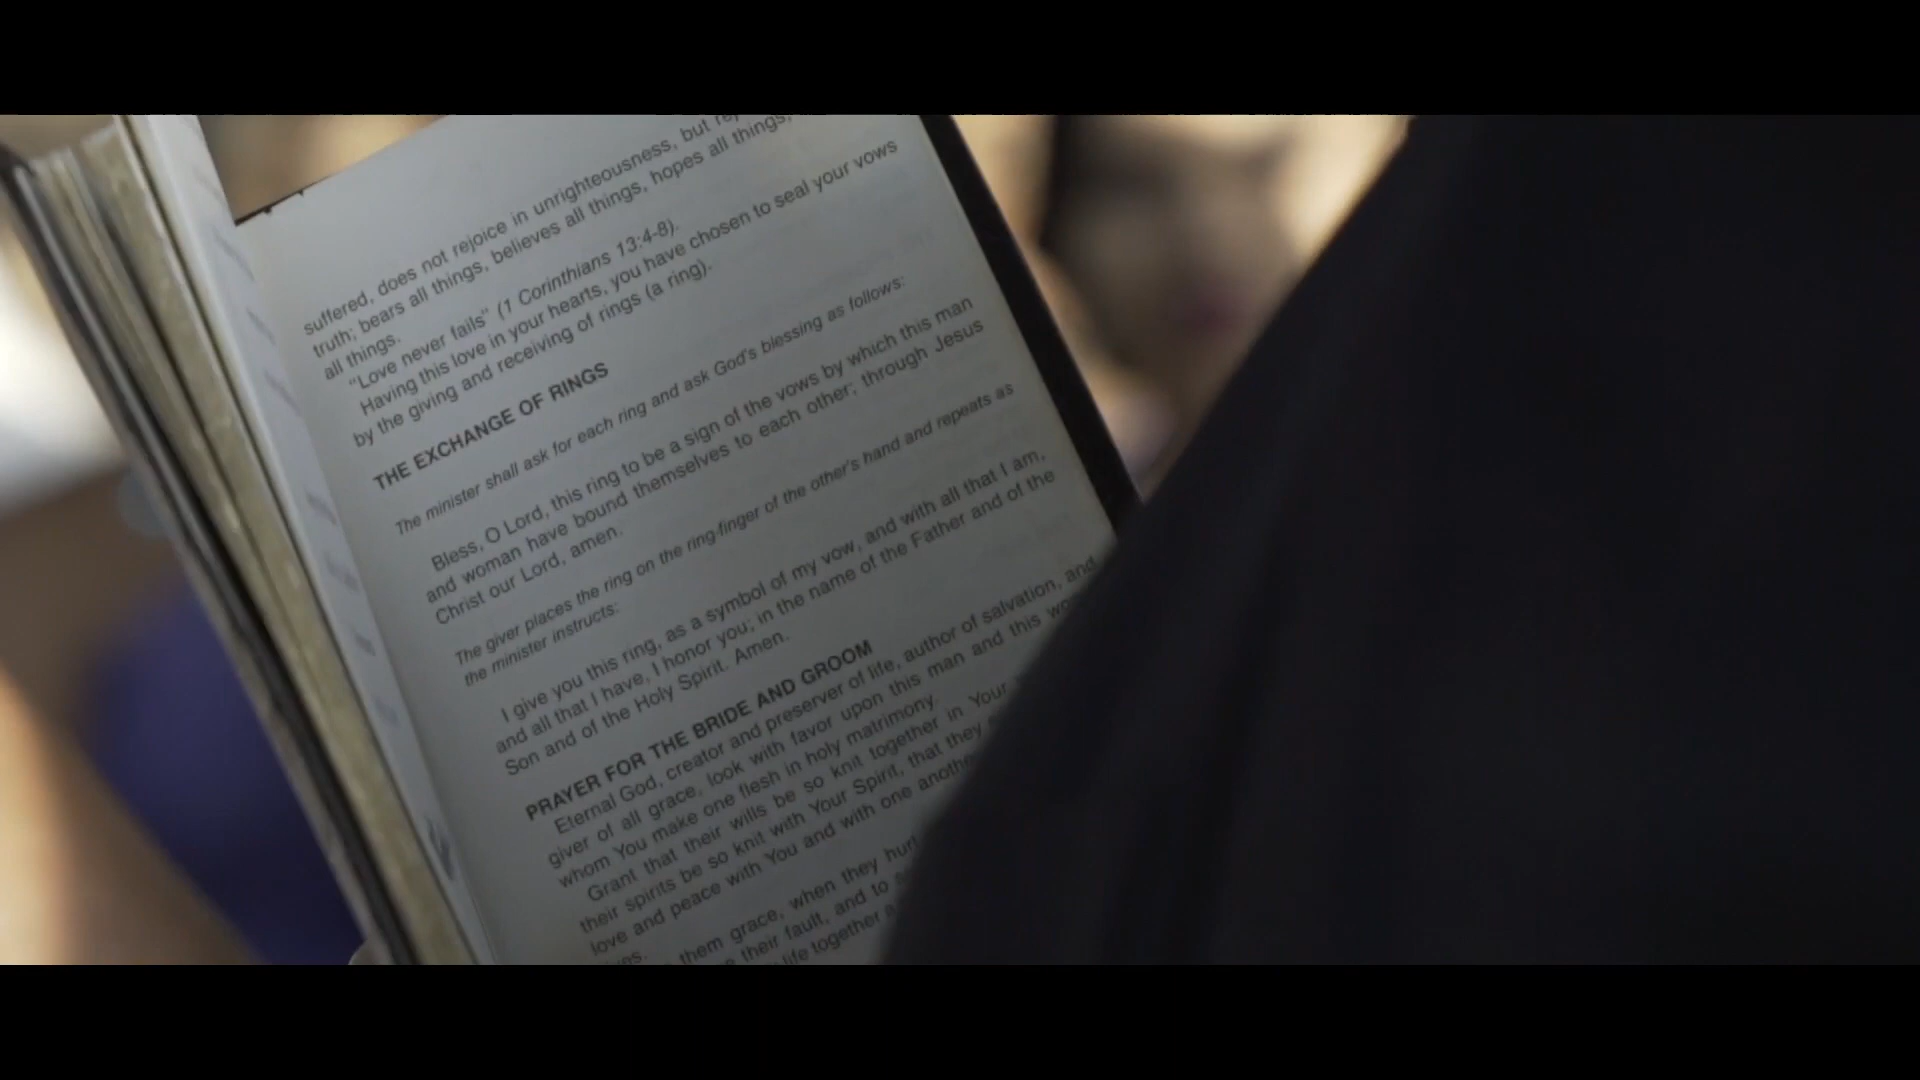 suffered, does not rejoice in unrighteousness, but
truth; bears all things, believes all things, hopes all things,
all things.
"Love never fails" (1 Corinthians 13:4-8).
Having this love in your hearts, you have chosen to seal your vows
by the giving and receiving of rings (a ring).
THE EXCHANGE OF RINGS
The minister shall ask for each ring and ask God's blessing as follows:
Bless, O Lord, this ring to be a sign of the vows by which this man
and woman have bound themselves to each other; through Jesus
Christ our Lord, amen.
The giver places the ring on the ring-finger of the other's hand and repeats as
the minister instructs:
I give you this ring, as a symbol of my vow, and with all that I am,
and all that I have, I honor you; in the name of the Father and of the
Son and of the Holy Spirit. Amen.
PRAYER FOR THE BRIDE AND GROOM
Eternal God, creator and preserver of life, author of salvation, and
giver of all grace, look with favor upon this man and this
whom You make one flesh in holy matrimony.
Grant that their wills be so knit together in Your
their spirits be so knit with Your Spirit, that they
love and peace with You and with one
them grace, when they hurt
their fault, and to
life together